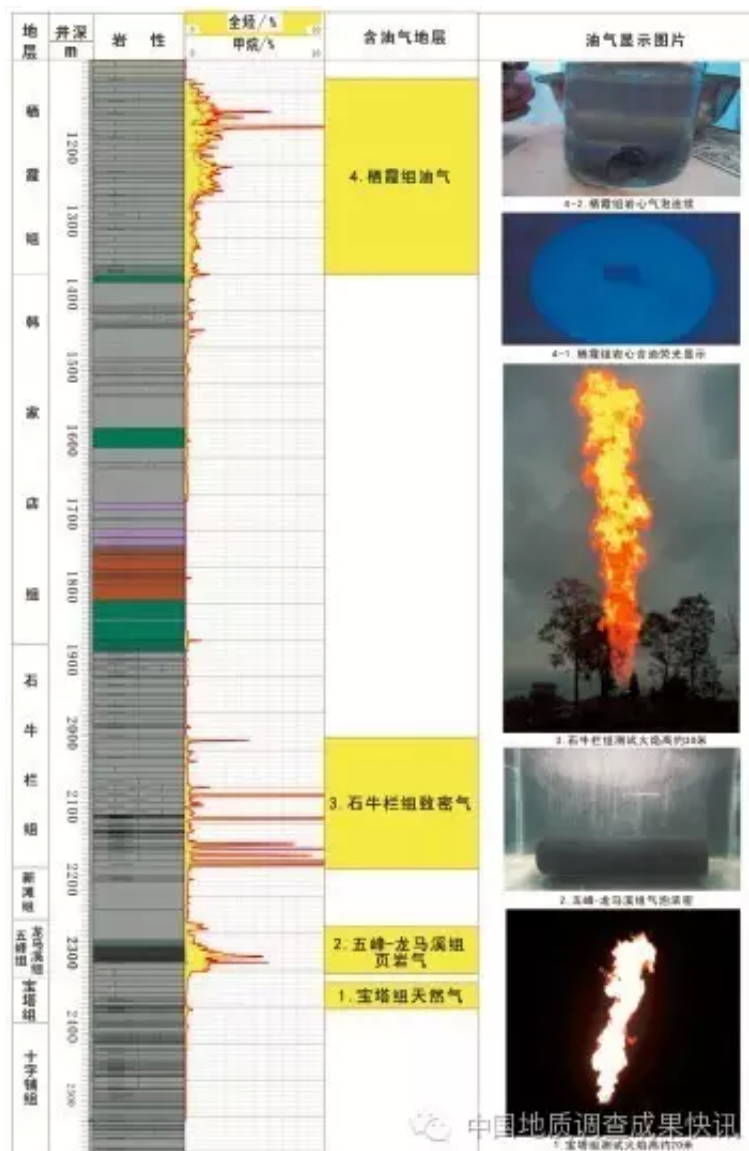 地层
井深
m
岩 性
全烃/%
甲烷/%
含油气地层
油气显示图片
栖霞组
韩家店组
石牛栏组
新滩组
龙马溪组
五峰组
宝塔组
十字铺组
1200
1300
1400
1500
1600
1700
1800
1900
2000
2100
2200
2300
2400
2500
4.栖霞组油气
3.石牛栏组致密气
2.五峰-龙马溪组
页岩气
1.宝塔组天然气
4-2.栖霞组岩心气泡连续
4-1.栖霞组岩心含油荧光显示
3.石牛栏组测试火焰高约30米
2.五峰-龙马溪组气泡浓密
中国地质调查成果快讯
1.宝塔组测试火焰高约20米